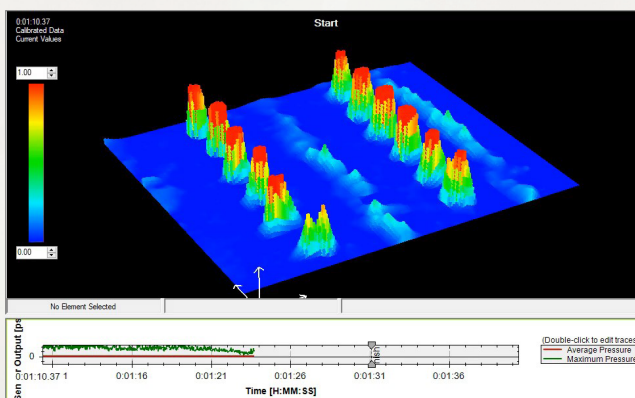 0:01:10.37
Calibrated Data
Current Values
Start
1.00
0.00
No Element Selected
Output [ps
0
0:01:10.37 1
0:01:16
0:01:21
0:01:26
0:01:31
0:01:36
Time [H:MM:SS]
(Double-click to edit traces
Average Pressure
Maximum Pressure